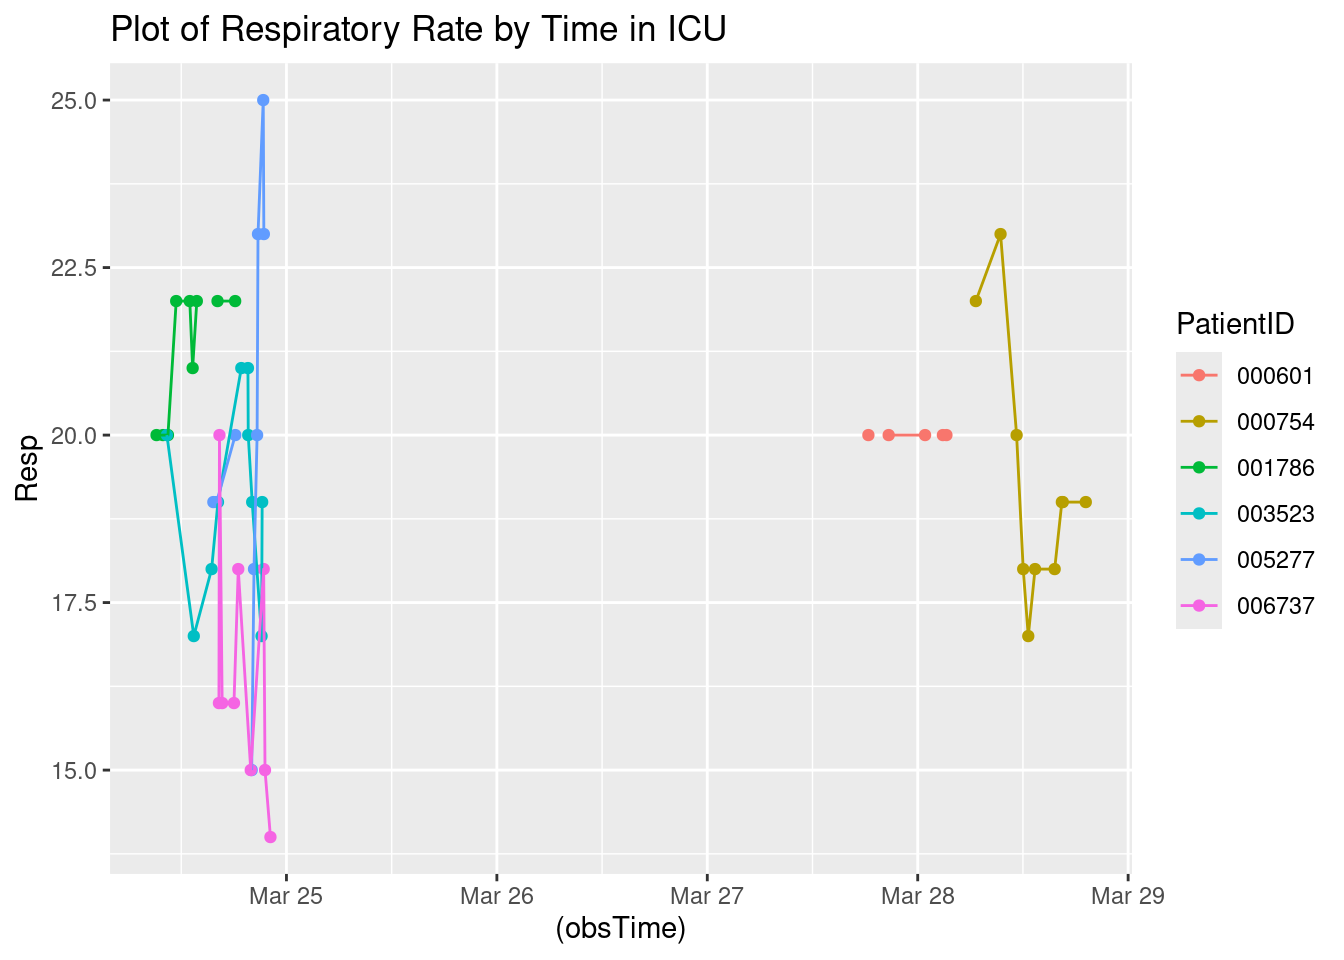 Plot of Respiratory Rate by Time in ICU
25.0
22.5
20.0
17.5
15.0
Resp
Mar 25
Mar 26
Mar 27
Mar 28
Mar 29
(obsTime)
PatientID
000601
000754
001786
003523
005277
006737